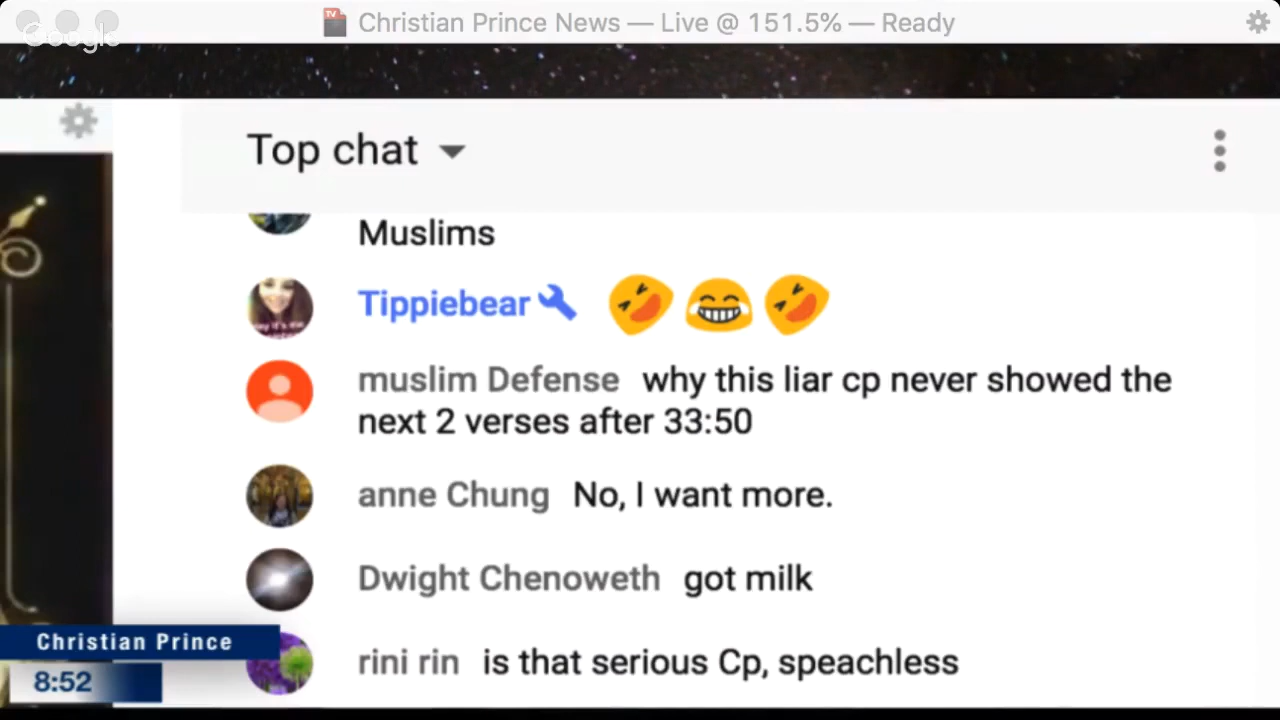 Christian Prince News — Live @ 151.5% — Ready
Google
Top chat
Muslims
Tippiebear 🤣 😂 🤣
muslim Defense why this liar cp never showed the
next 2 verses after 33:50
anne Chung No, I want more.
Dwight Chenoweth got milk
rini rin is that serious Cp, speachless
Christian Prince
8:52